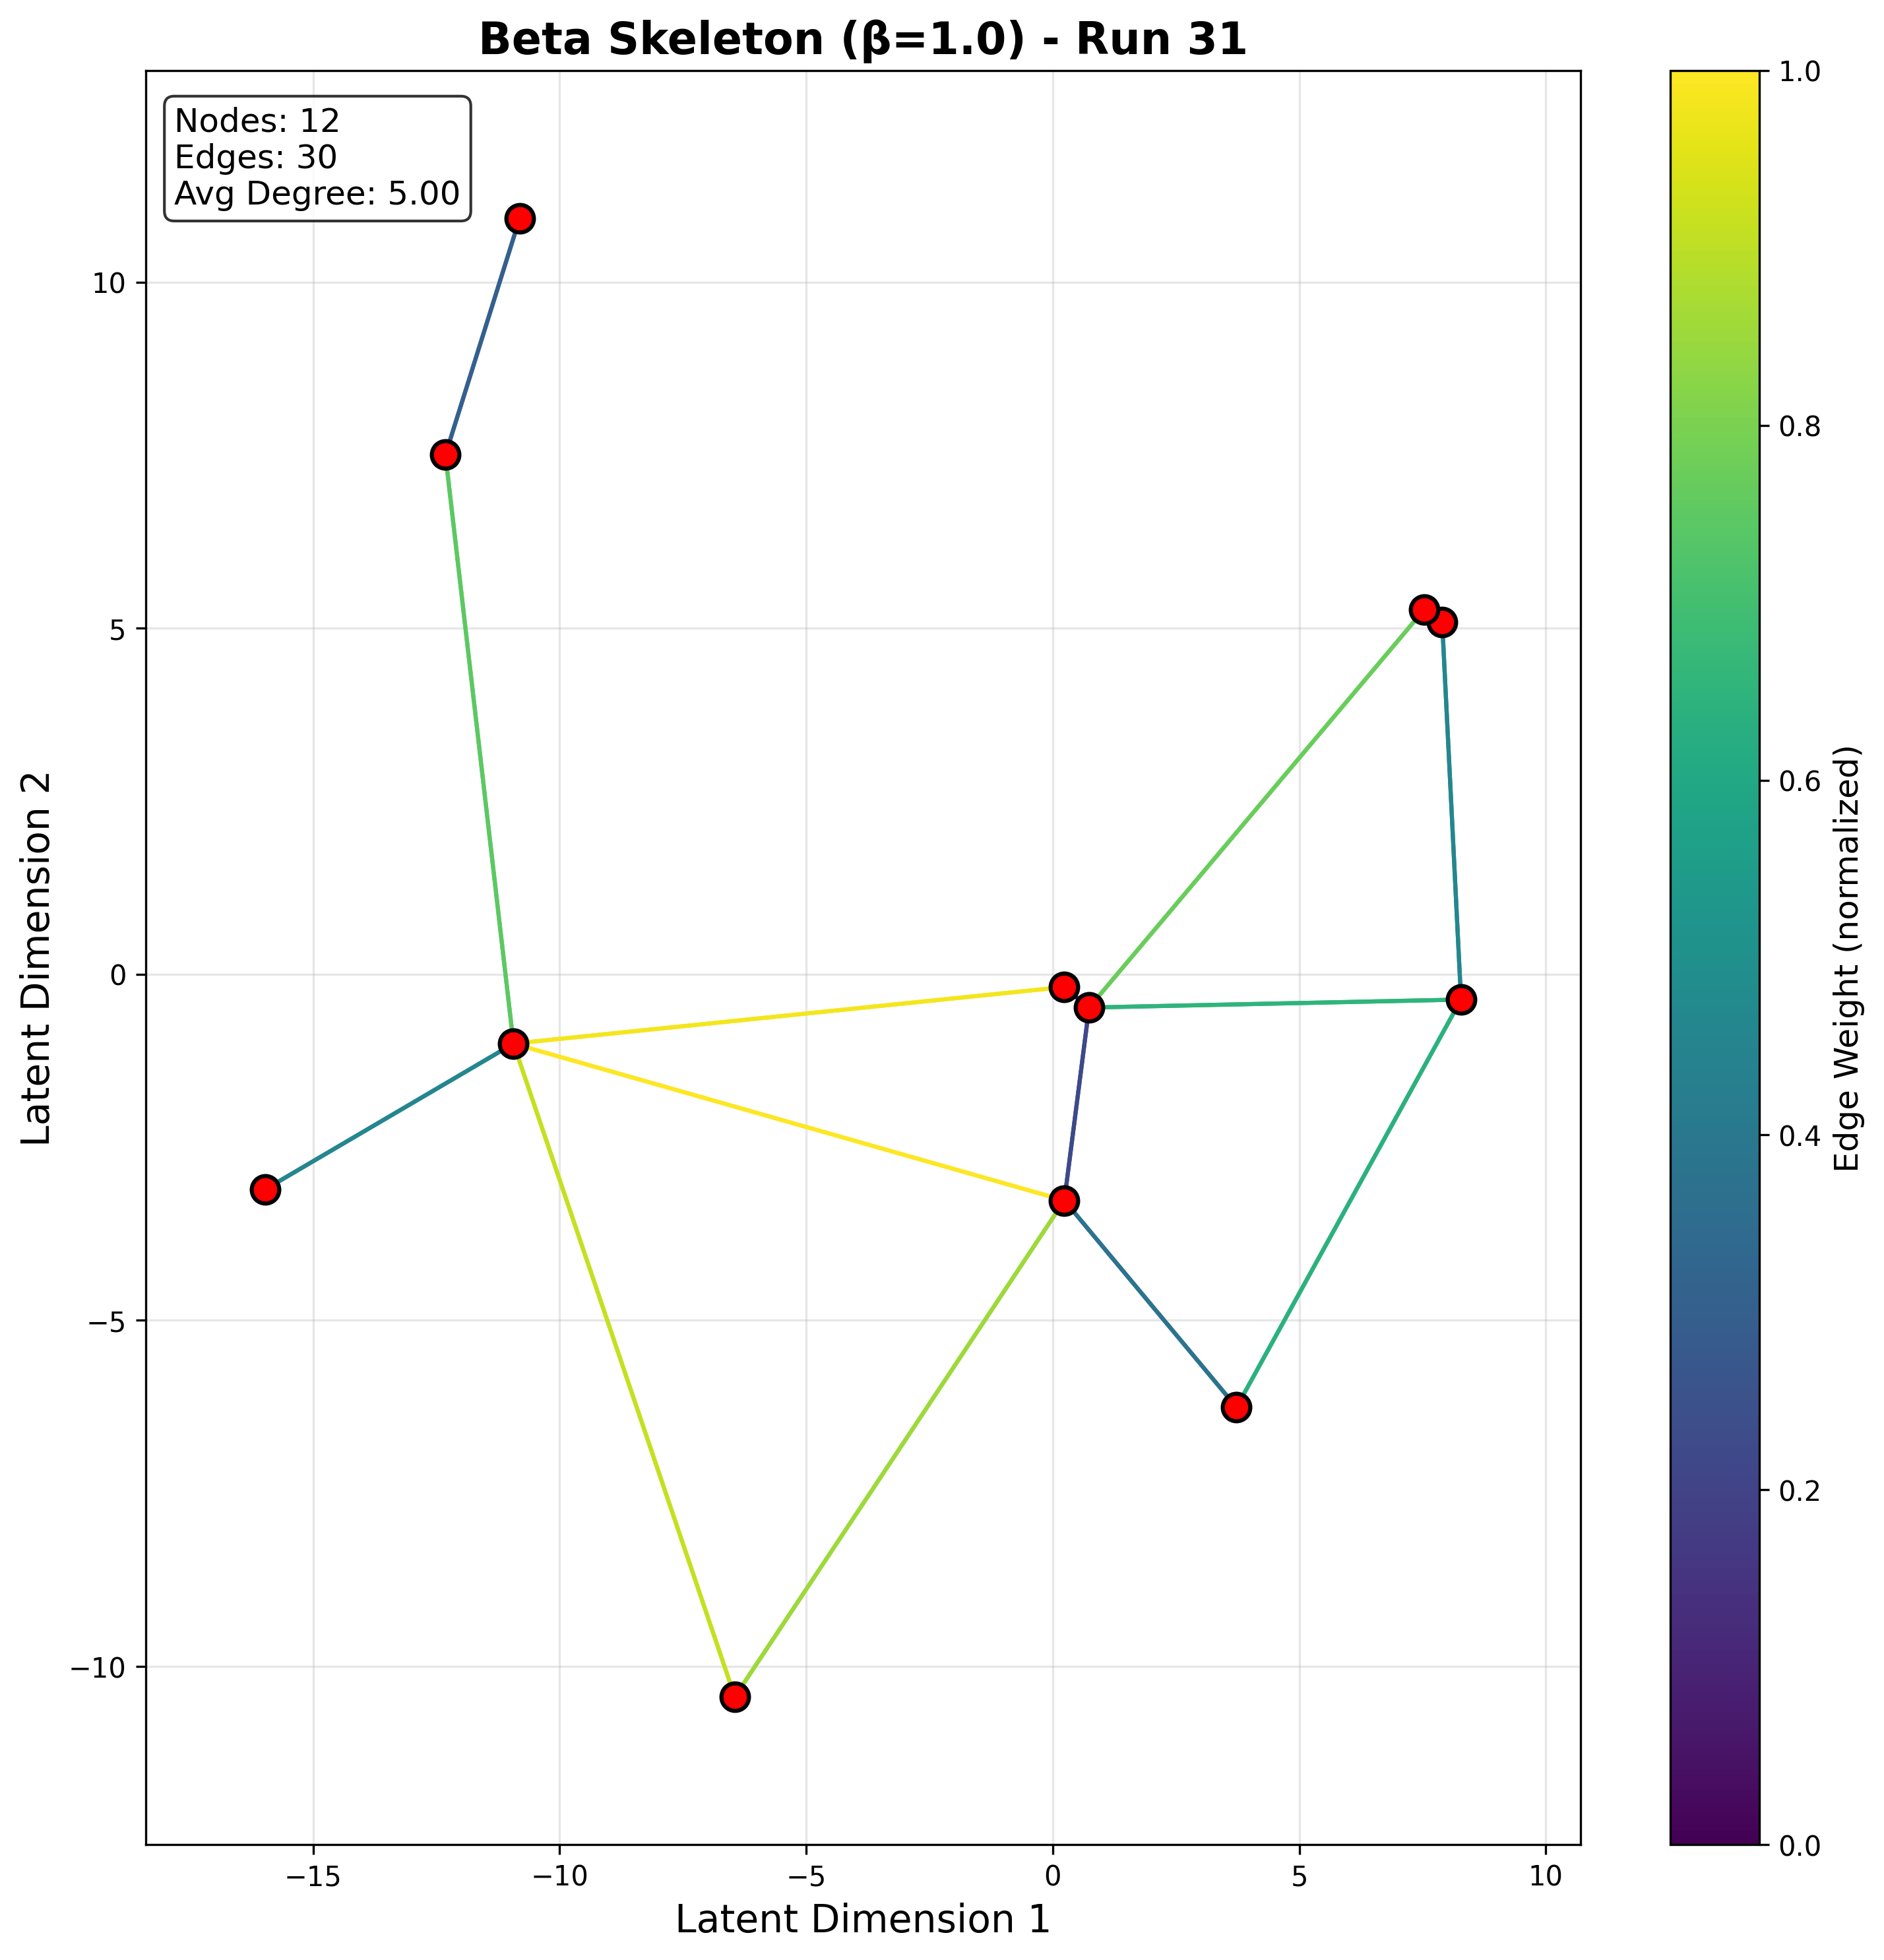 Beta Skeleton (β=1.0) - Run 31
Nodes: 12
Edges: 30
Avg Degree: 5.00
10
5
0
−5
−10
Latent Dimension 2
−15
−10
−5
0
5
10
Latent Dimension 1
1.0
0.8
0.6
0.4
0.2
0.0
Edge Weight (normalized)